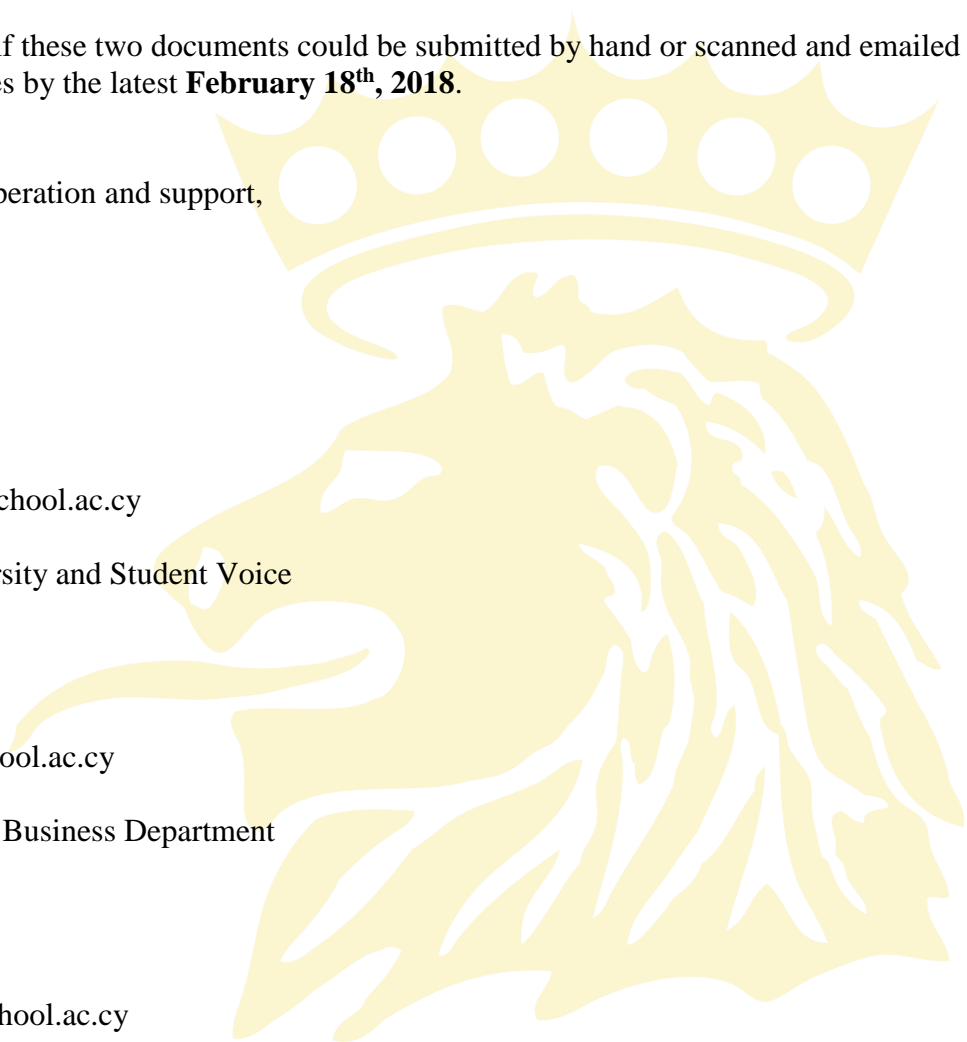 if these two documents could be submitted by hand or scanned and emailed
es by the latest February 18th, 2018.
peration and support,
chool.ac.cy
rsity and Student Voice
ool.ac.cy
Business Department
hool.ac.cy